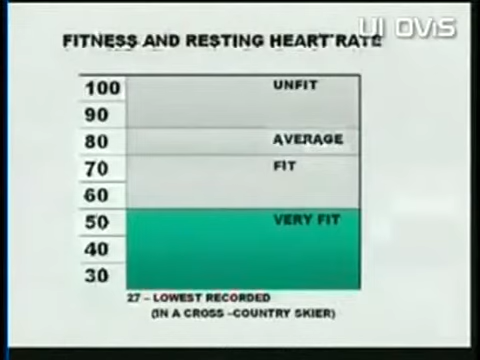 UI OVIS
FITNESS AND RESTING HEART RATE
100 UNFIT
90
80 AVERAGE
70 FIT
60
50 VERY FIT
40
30
27 – LOWEST RECORDED
(IN A CROSS –COUNTRY SKIER)